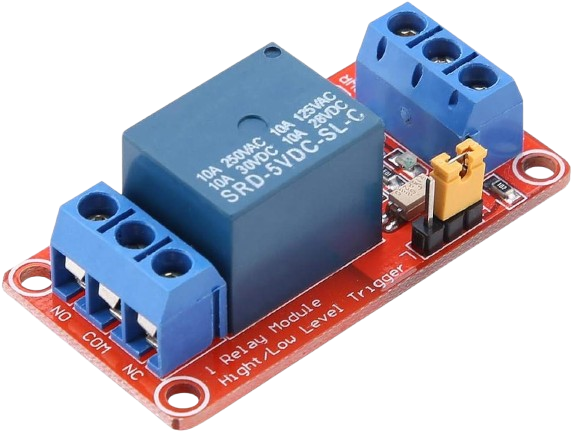 10A 250VAC 10A 125VAC
10A 30VDC 10A 28VDC
SRD-5VDC-SL-C
NO
COM
NC
1 Relay Module
Hight/Low Level Trigger